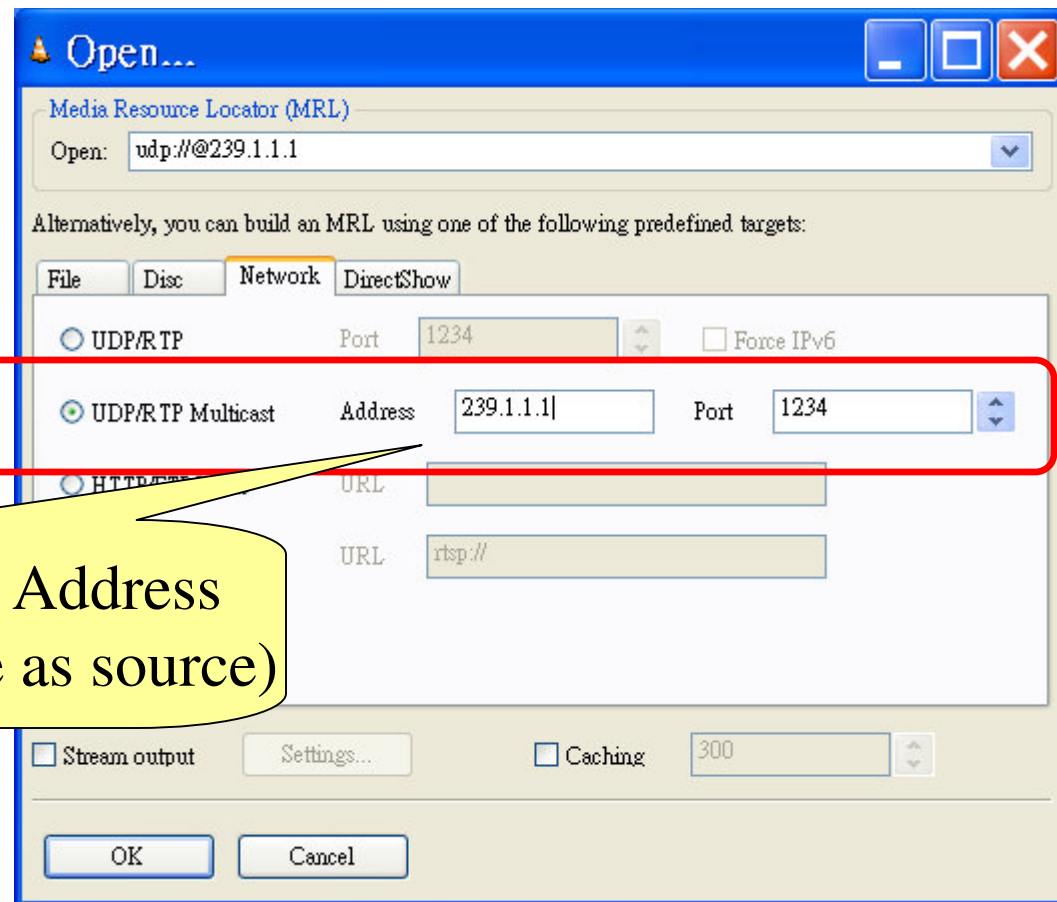 Open...
Media Resource Locator (MRL)
Open: udp://@239.1.1.1
Alternatively, you can build an MRL using one of the following predefined targets:
File Disc Network DirectShow
UDP/RTP Port 1234 Force IPv6
UDP/RTP Multicast Address 239.1.1.1 Port 1234
URL
URL rtsp://
Address
as source)
Stream output Settings... Caching 300
OK Cancel